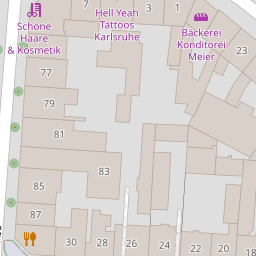 7
Hell Yeah
Tattoos
Karlsruhe
3
1
Schöne
Haare
& Kosmetik
Bäckerei
Konditorei
Meier
23
77
79
81
83
85
87
30
28
26
24
22
20
18